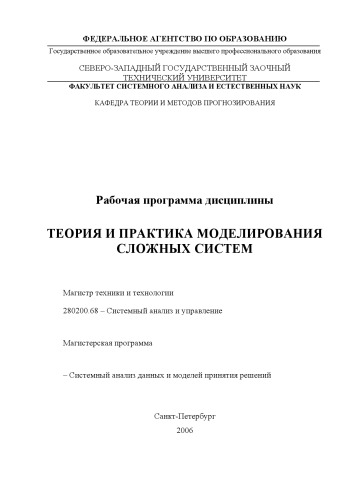 ФЕДЕРАЛЬНОЕ АГЕНТСТВО ПО ОБРАЗОВАНИЮ
Государственное образовательное учреждение высшего профессионального образования
СЕВЕРО-ЗАПАДНЫЙ ГОСУДАРСТВЕННЫЙ ЗАОЧНЫЙ
ТЕХНИЧЕСКИЙ УНИВЕРСИТЕТ
ФАКУЛЬТЕТ СИСТЕМНОГО АНАЛИЗА И ЕСТЕСТВЕННЫХ НАУК
КАФЕДРА ТЕОРИИ И МЕТОДОВ ПРОГНОЗИРОВАНИЯ
Рабочая программа дисциплины
ТЕОРИЯ И ПРАКТИКА МОДЕЛИРОВАНИЯ
СЛОЖНЫХ СИСТЕМ
Магистр техники и технологии
280200.68 – Системный анализ и управление
Магистерская программа
– Системный анализ данных и моделей принятия решений
Санкт-Петербург
2006